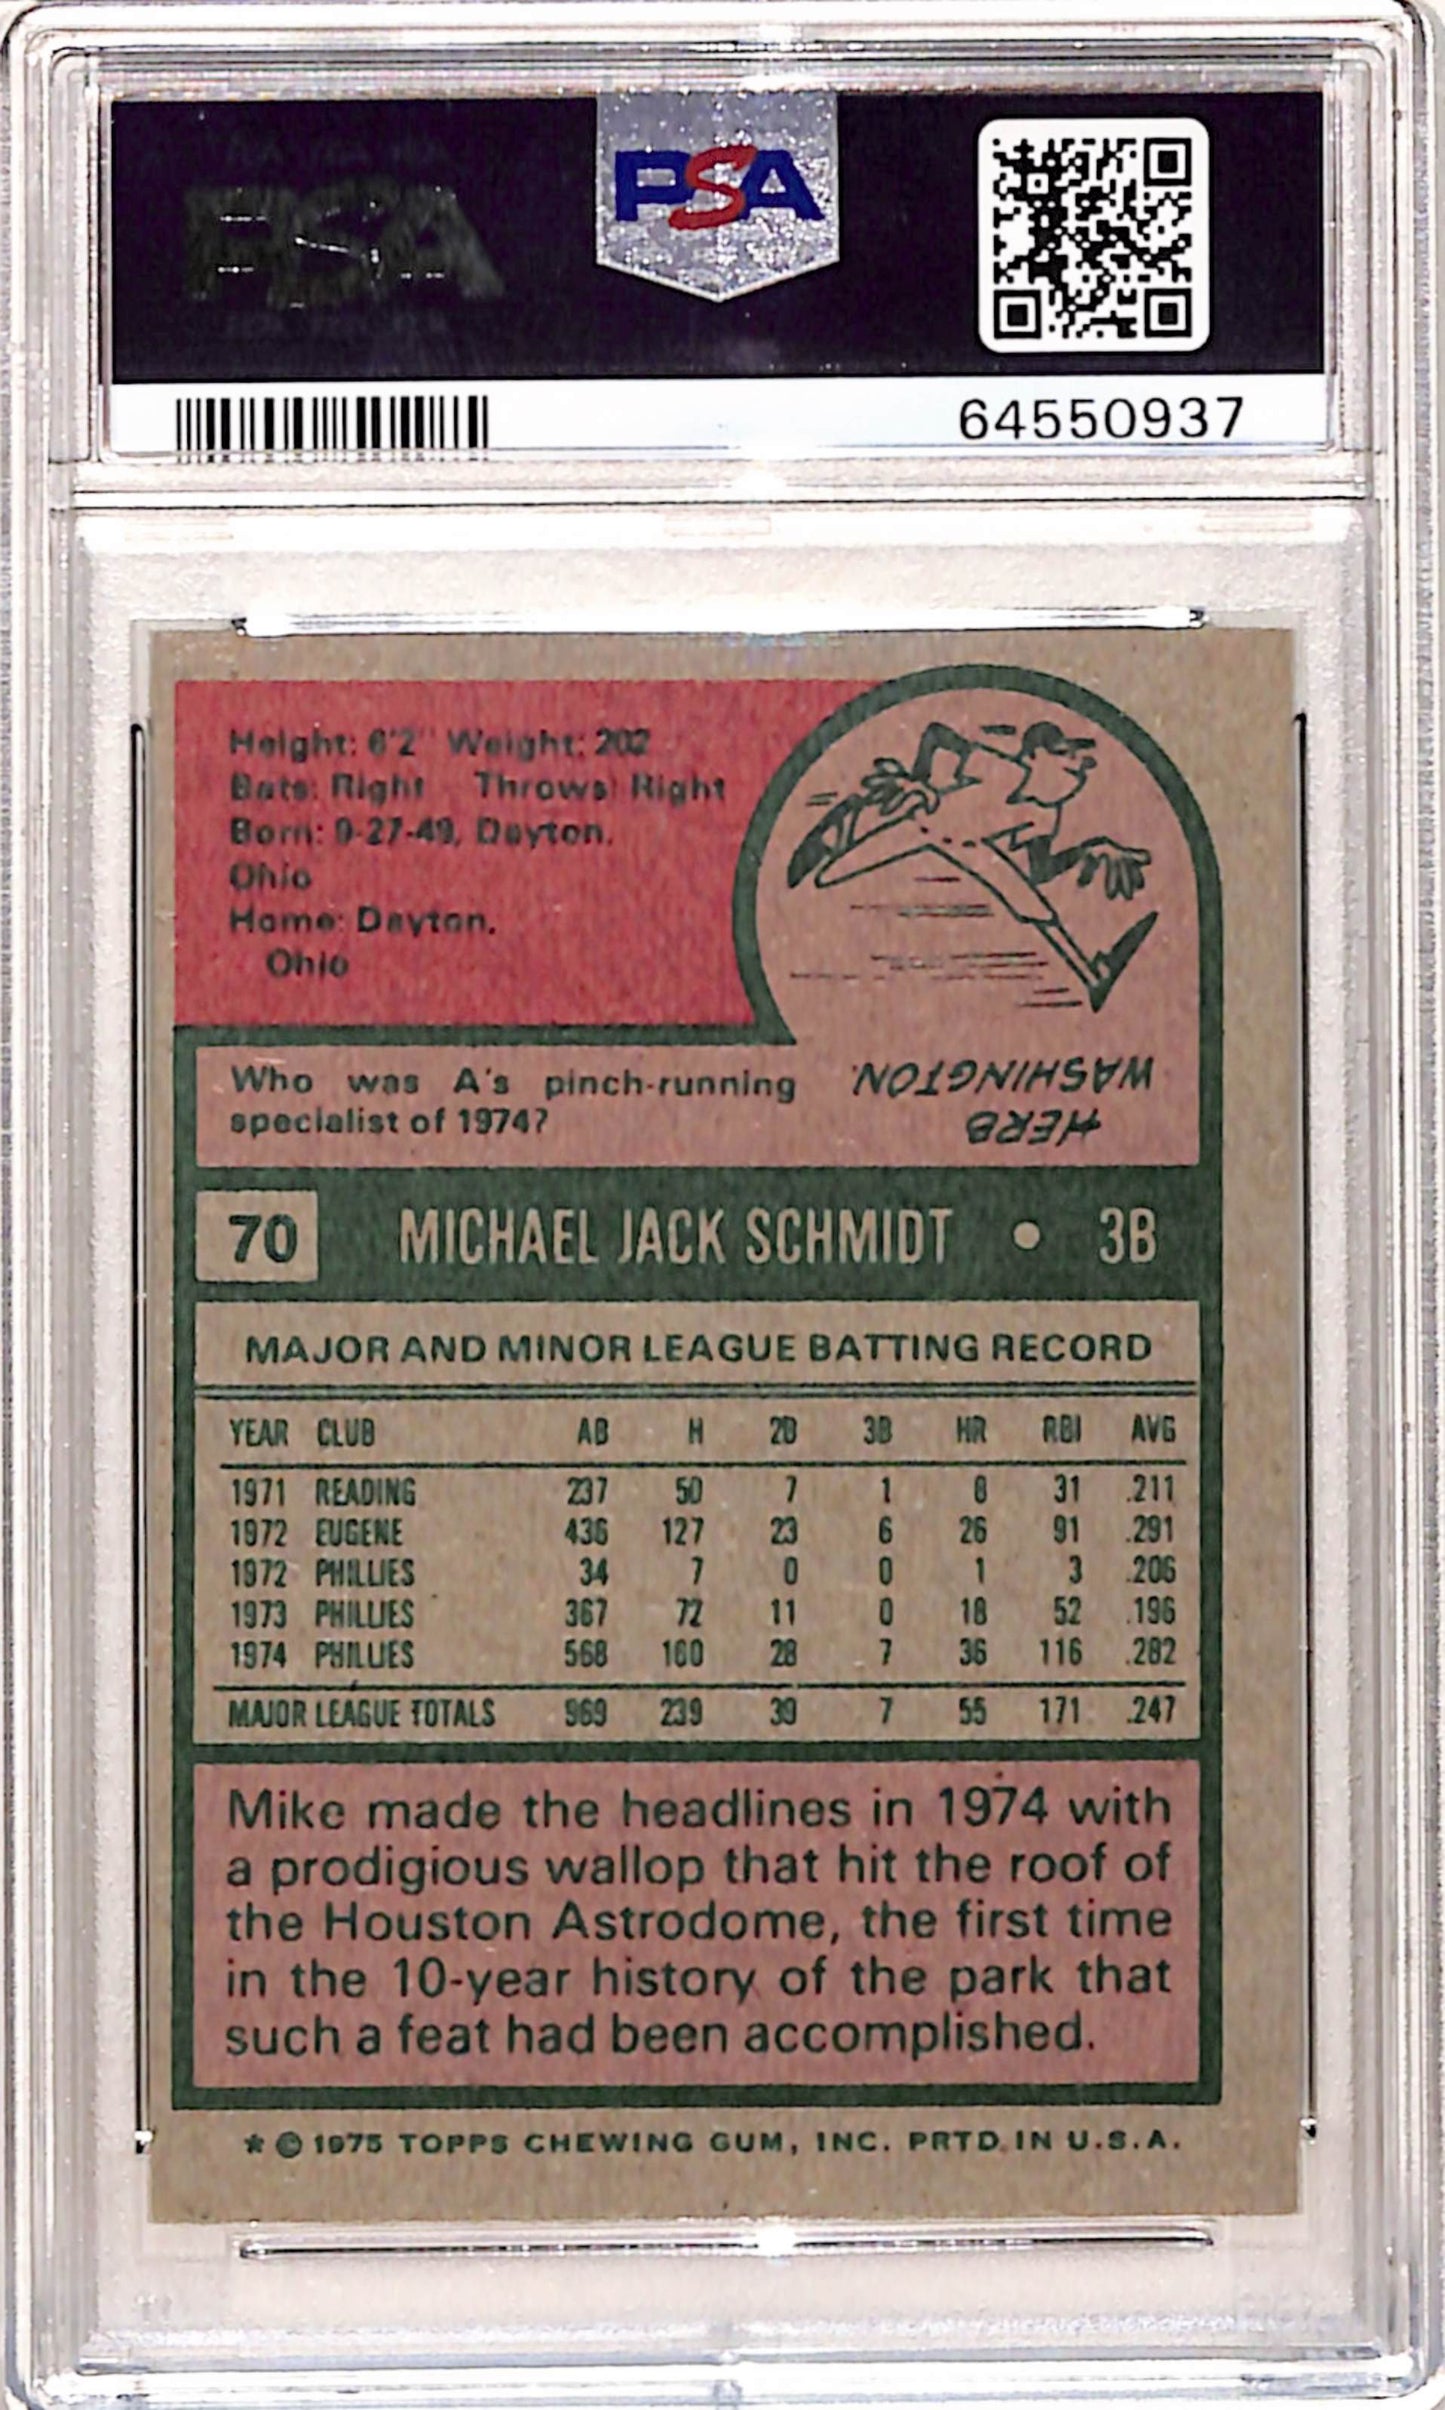 PSA
PSA
64550937
Height: 6'2" Weight: 202
Bats: Right Throws: Right
Born: 9-27-49, Dayton,
Ohio
Home: Dayton,
Ohio
Who was A's pinch-running
specialist of 1974?
HERB
WASHINGTON.
70 MICHAEL JACK SCHMIDT • 3B
MAJOR AND MINOR LEAGUE BATTING RECORD
YEAR CLUB AB H 2B 3B HR RBI AVG
1971 READING 237 50 7 1 8 31 .211
1972 EUGENE 436 127 23 6 26 91 .291
1972 PHILLIES 34 7 0 0 1 3 .206
1973 PHILLIES 367 72 11 0 18 52 .196
1974 PHILLIES 568 160 28 7 36 116 .282
MAJOR LEAGUE TOTALS 969 239 39 7 55 171 .247
Mike made the headlines in 1974 with
a prodigious wallop that hit the roof of
the Houston Astrodome, the first time
in the 10-year history of the park that
such a feat had been accomplished.
* © 1975 TOPPS CHEWING GUM, INC. PRTD. IN U.S.A.